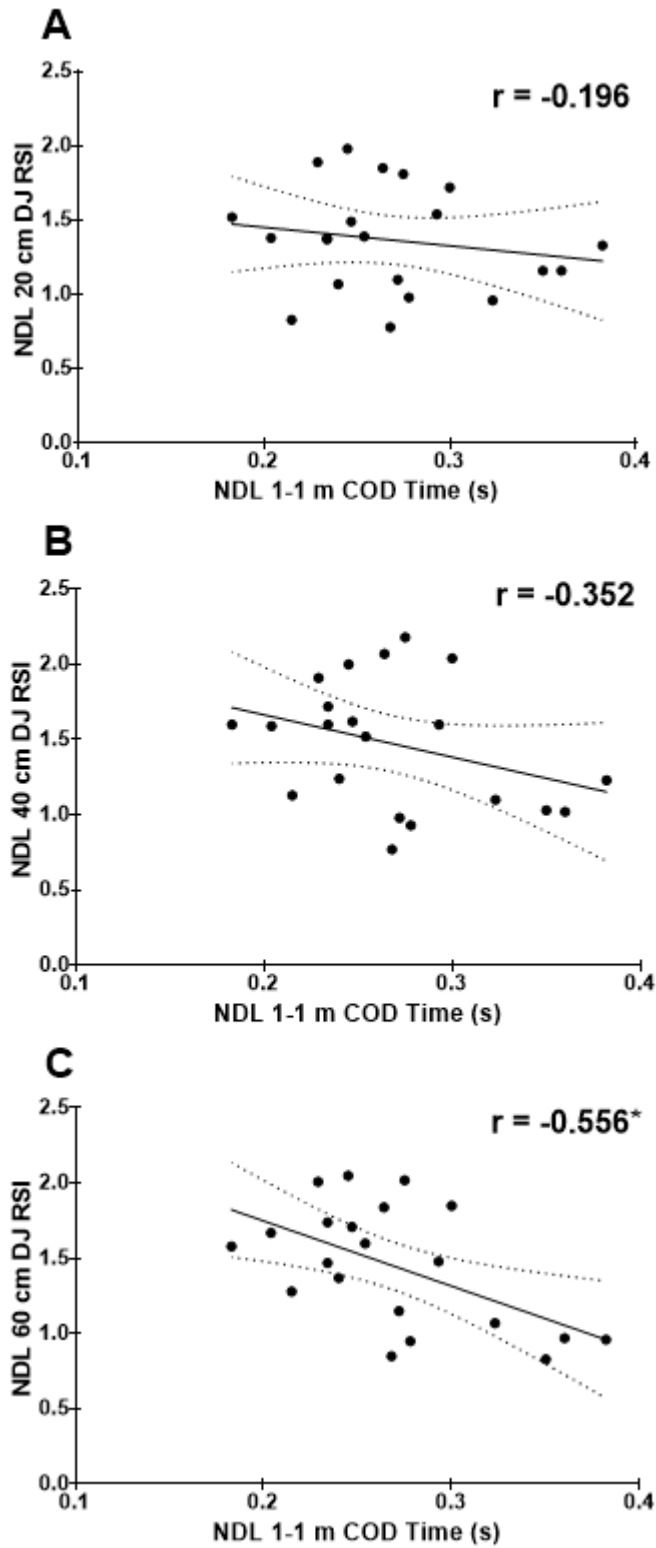 A
r = -0.196
NDL 20 cm DJ RSI
2.5
2.0
1.5
1.0
0.5
0.0
0.1
0.2
0.3
0.4
NDL 1-1 m COD Time (s)
B
r = -0.352
NDL 40 cm DJ RSI
2.5
2.0
1.5
1.0
0.5
0.0
0.1
0.2
0.3
0.4
NDL 1-1 m COD Time (s)
C
r = -0.556*
NDL 60 cm DJ RSI
2.5
2.0
1.5
1.0
0.5
0.0
0.1
0.2
0.3
0.4
NDL 1-1 m COD Time (s)